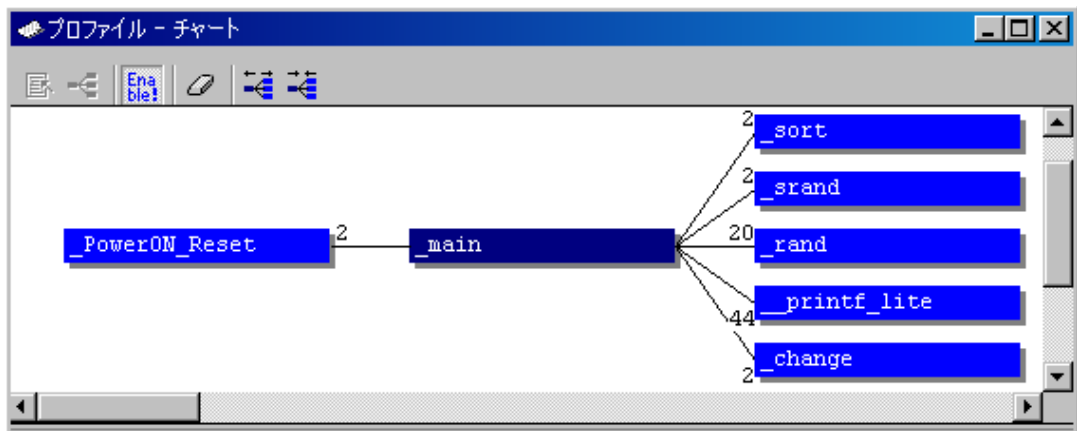 プロファイル - チャート
Ena
ble!
2
_sort
2
_srand
_PowerON_Reset
2
_main
20
_rand
__printf_lite
44
_change
2